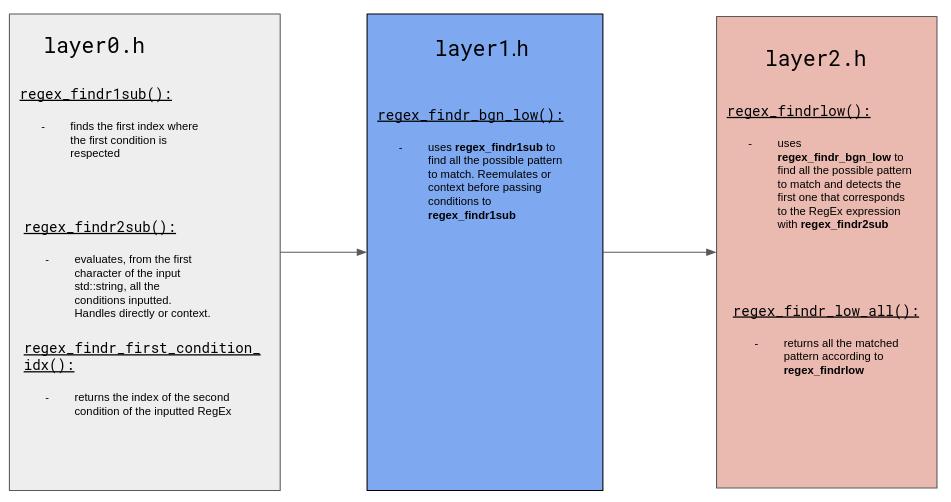 layer0.h
regex_findr1sub():
- finds the first index where
the first condition is
respected
regex_findr2sub():
- evaluates, from the first
character of the input
std::string, all the
conditions inputted.
Handles directly or context.
regex_findr_first_condition_
idx():
- returns the index of the second
condition of the inputted RegEx
layer1.h
regex_findr_bgn_low():
- uses regex_findr1sub to
find all the possible pattern
to match. Reemulates or
context before passing
conditions to
regex_findr1sub
layer2.h
regex_findrlow():
- uses
regex_findr_bgn_low to
find all the possible pattern
to match and detects the
first one that corresponds
to the RegEx expression
with regex_findr2sub
regex_findr_low_all():
- returns all the matched
pattern according to
regex_findrlow